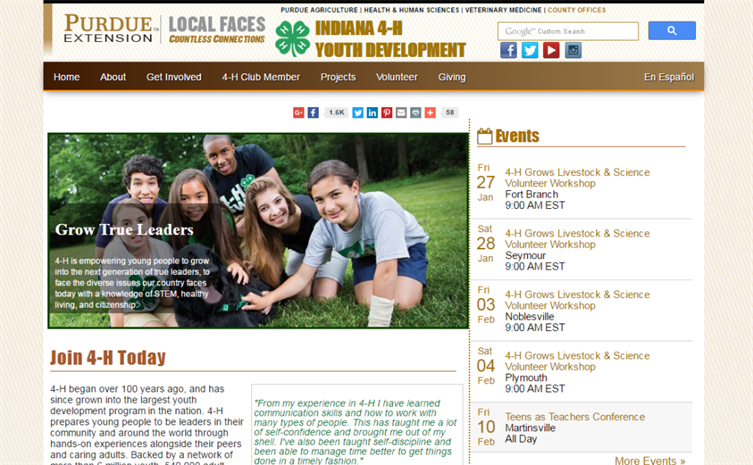 PURDUE AGRICULTURE | HEALTH & HUMAN SCIENCES | VETERINARY MEDICINE | COUNTY OFFICES
PURDUE
EXTENSION
LOCAL FACES
COUNTLESS CONNECTIONS
INDIANA 4-H
YOUTH DEVELOPMENT
Google Custom Search
Home About Get Involved 4-H Club Member Projects Volunteer Giving En Español
1.6K
58
Grow True Leaders
4-H is empowering young people to grow
into the next generation of true leaders, to
face the diverse issues our country faces
today with a knowledge of STEM, healthy
living, and citizenship.
Join 4-H Today
4-H began over 100 years ago, and has
since grown into the largest youth
development program in the nation. 4-H
prepares young people to be leaders in their
community and around the world through
hands-on experiences alongside their peers
and caring adults. Backed by a network of
more than 6 million youth, 540,000 adult
"From my experience in 4-H I have learned
communication skills and how to work with
many types of people. This has taught me a lot
of self-confidence and brought me out of my
shell. I've also been taught self-discipline and
been able to manage time better to get things
done in a timely fashion."
Events
Fri
27
Jan
4-H Grows Livestock & Science
Volunteer Workshop
Fort Branch
9:00 AM EST
Sat
28
Jan
4-H Grows Livestock & Science
Volunteer Workshop
Seymour
9:00 AM EST
Fri
03
Feb
4-H Grows Livestock & Science
Volunteer Workshop
Noblesville
9:00 AM EST
Sat
04
Feb
4-H Grows Livestock & Science
Volunteer Workshop
Plymouth
9:00 AM EST
Fri
10
Feb
Teens as Teachers Conference
Martinsville
All Day
More Events »